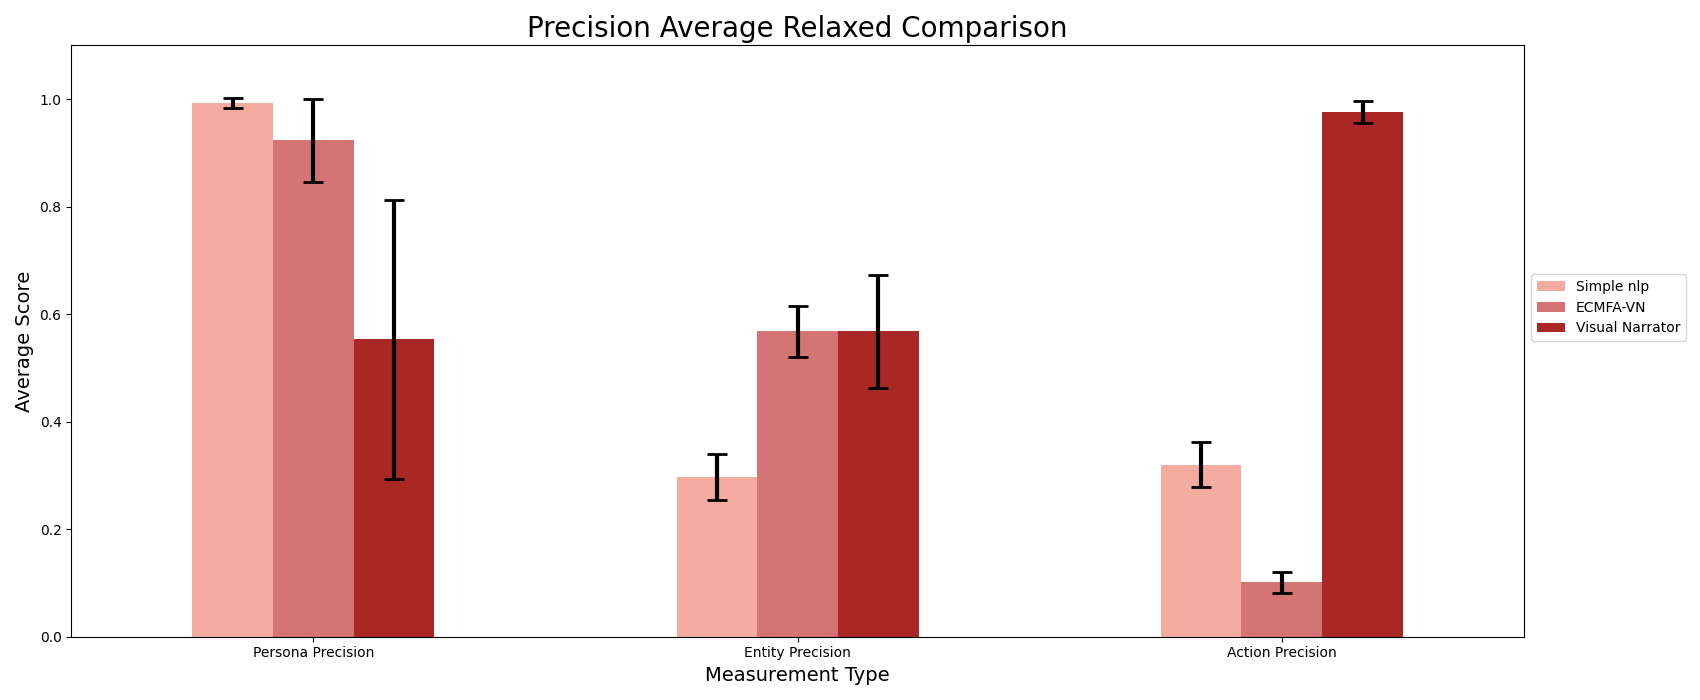 Precision Average Relaxed Comparison
Average Score
1.0
0.8
0.6
0.4
0.2
0.0
Persona Precision
Entity Precision
Action Precision
Measurement Type
Simple nlp
ECMFA-VN
Visual Narrator